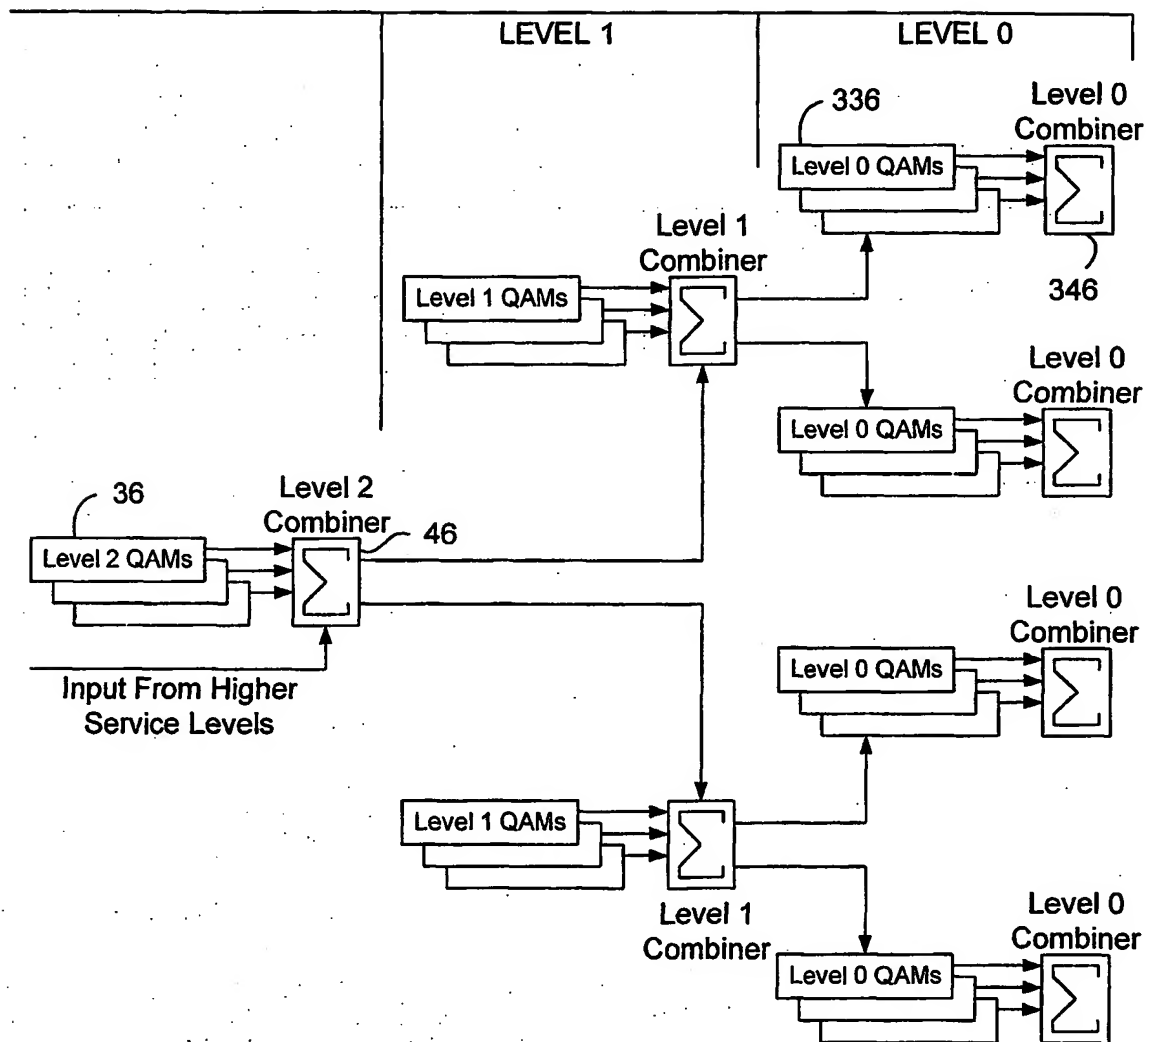 LEVEL 1
LEVEL 0
336
Level 0
Combiner
Level 0 QAMs
346
Level 1
Combiner
Level 1 QAMs
Level 0
Combiner
Level 0 QAMs
36
Level 2
Combiner
46
Level 2 QAMs
Input From Higher
Service Levels
Level 0
Combiner
Level 0 QAMs
Level 1 QAMs
Level 1
Combiner
Level 0
Combiner
Level 0 QAMs